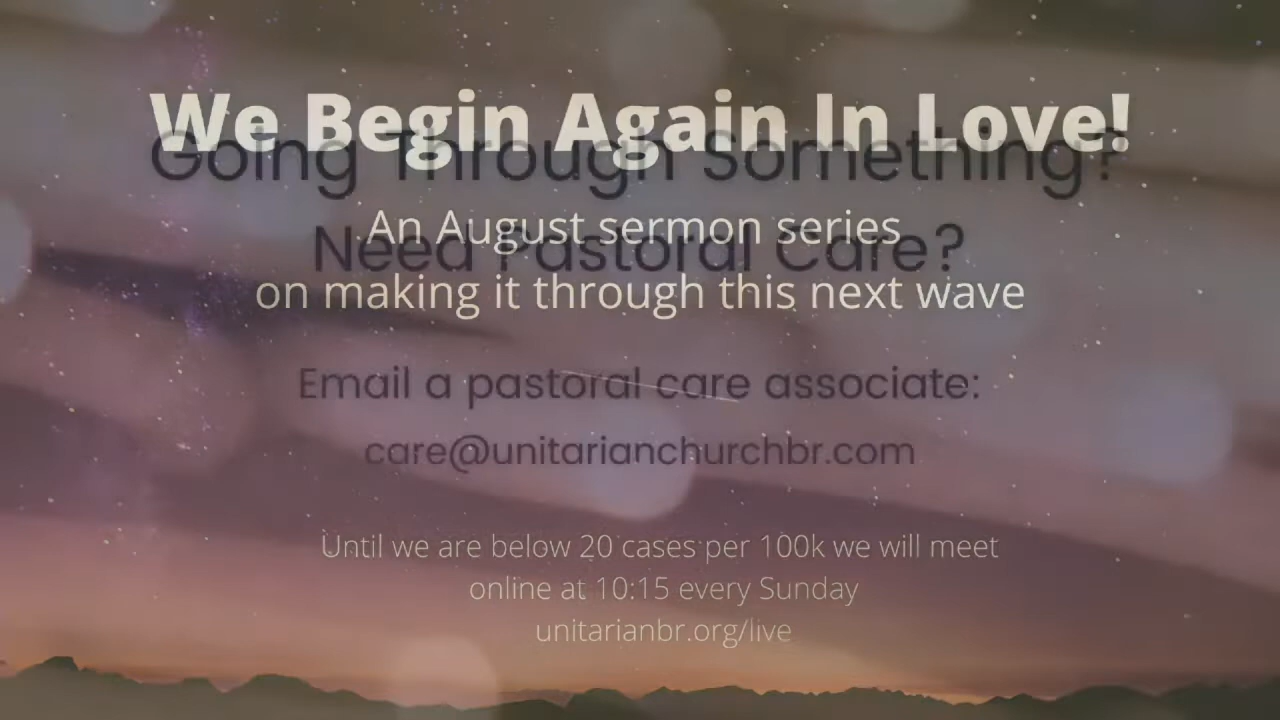 We Begin Again In Love!
Going Through Something?
An August sermon series
Need Pastoral Care?
on making it through this next wave
Email a pastoral care associate:
care@unitarianchurchbr.com
Until we are below 20 cases per 100k we will meet
online at 10:15 every Sunday
unitarianbr.org/live